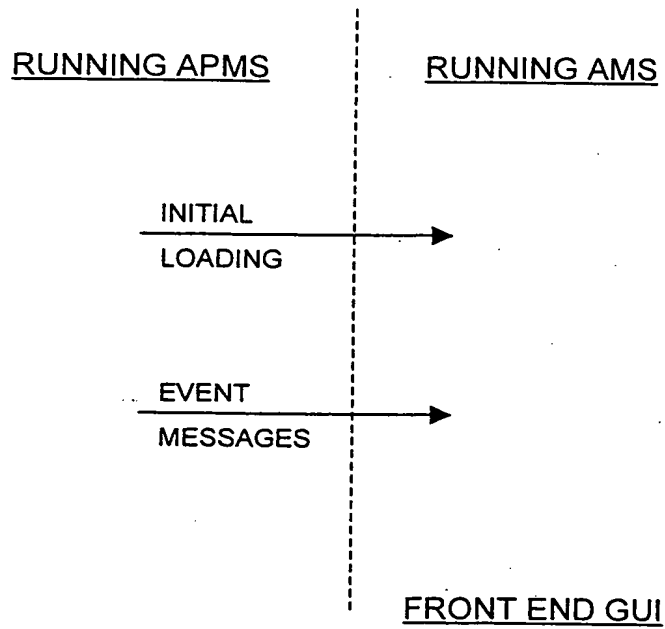 RUNNING APMS
RUNNING AMS
INITIAL
LOADING
EVENT
MESSAGES
FRONT END GUI